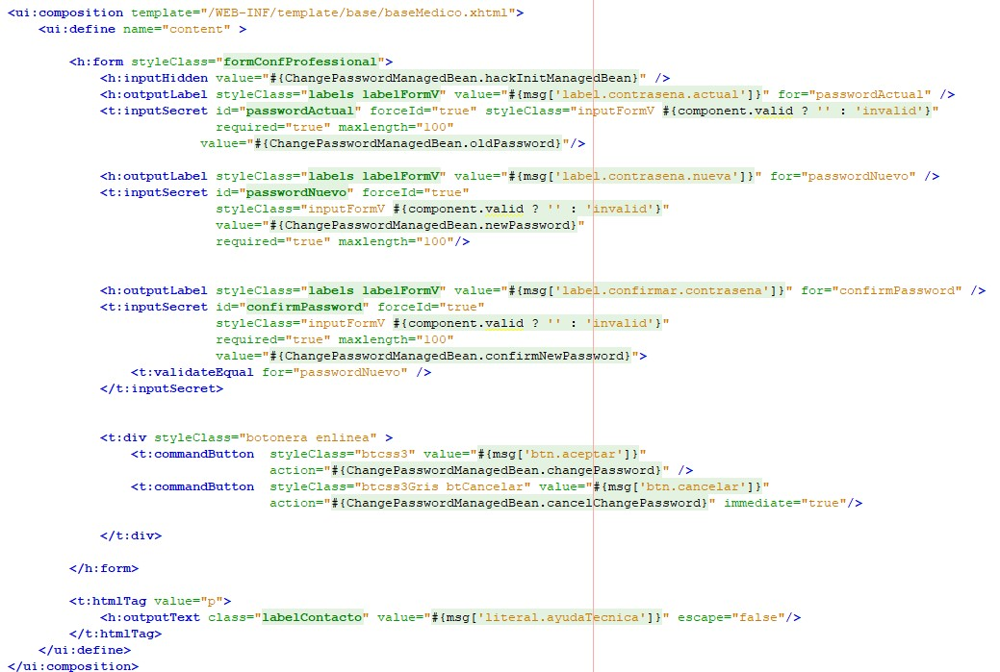 <ui:composition template="/WEB-INF/template/base/baseMedico.xhtml">
<ui:define name="content" >
<h:form styleClass="formConfProfessional">
<h:inputHidden value="#{ChangePasswordManagedBean.hackInitManagedBean}" />
<h:outputLabel styleClass="labels labelFormV" value="#{msg['label.contrasena.actual']}" for="passwordActual" />
<t:inputSecret id="passwordActual" forceId="true" styleClass="inputFormV #{component.valid ? '' : 'invalid'}"
required="true" maxlength="100"
value="#{ChangePasswordManagedBean.oldPassword}"/>
<h:outputLabel styleClass="labels labelFormV" value="#{msg['label.contrasena.nueva']}" for="passwordNuevo" />
<t:inputSecret id="passwordNuevo" forceId="true"
styleClass="inputFormV #{component.valid ? '' : 'invalid'}"
value="#{ChangePasswordManagedBean.newPassword}"
required="true" maxlength="100"/>
<h:outputLabel styleClass="labels labelFormV" value="#{msg['label.confirmar.contrasena']}" for="confirmPassword" />
<t:inputSecret id="confirmPassword" forceId="true"
styleClass="inputFormV #{component.valid ? '' : 'invalid'}"
required="true" maxlength="100"
value="#{ChangePasswordManagedBean.confirmNewPassword}">
<t:validateEqual for="passwordNuevo" />
</t:inputSecret>
<t:div styleClass="botonera enlinea" >
<t:commandButton styleClass="btcss3" value="#{msg['btn.aceptar']}"
action="#{ChangePasswordManagedBean.changePassword}" />
<t:commandButton styleClass="btcss3Gris btCancelar" value="#{msg['btn.cancelar']}"
action="#{ChangePasswordManagedBean.cancelChangePassword}" immediate="true"/>
</t:div>
</h:form>
<t:htmlTag value="p">
<h:outputText class="labelContacto" value="#{msg['literal.ayudaTecnica']}" escape="false"/>
</t:htmlTag>
</ui:define>
</ui:composition>